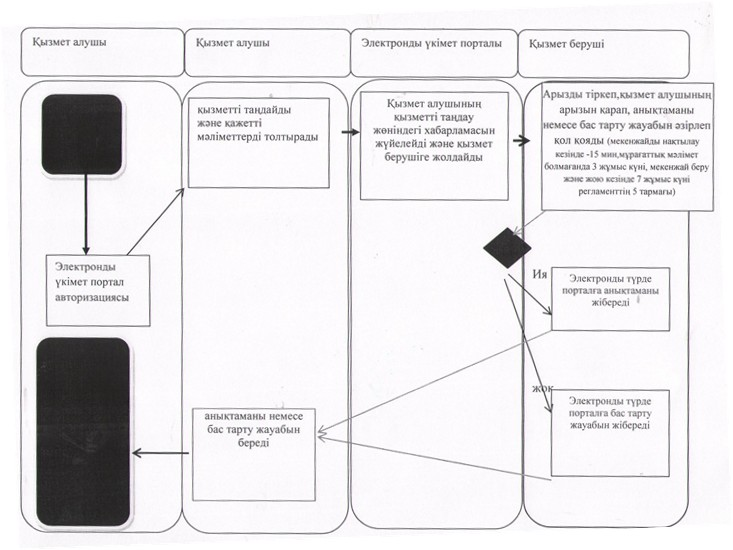 Қызмет алушы
Қызмет алушы
Электронды үкімет порталы
Қызмет беруші
қызметті таңдайды
және қажетті
мәліметтерді толтырады
Қызмет алушының
қызметті таңдау
жөніндегі хабарламасын
жүйелейді және қызмет
берушіге жолдайды
Арызды тіркеп,қызмет алушының
арызын қарап, анықтаманы
немесе бас тарту жауабын әзірлеп
қол қояды (мекенжайды нақтылау
кезінде -15 мин,мұрағаттық мәлімет
болмағанда 3 жұмыс күні, мекенжай беру
және жою кезінде 7 жұмыс күні
регламенттің 5 тармағы)
Электронды
үкімет портал
авторизациясы
Ия
Электронды түрде
порталға анықтаманы
жібереді
жоқ
Электронды түрде
порталға бас тарту
жауабын жібереді
анықтаманы немесе
бас тарту жауабын
береді